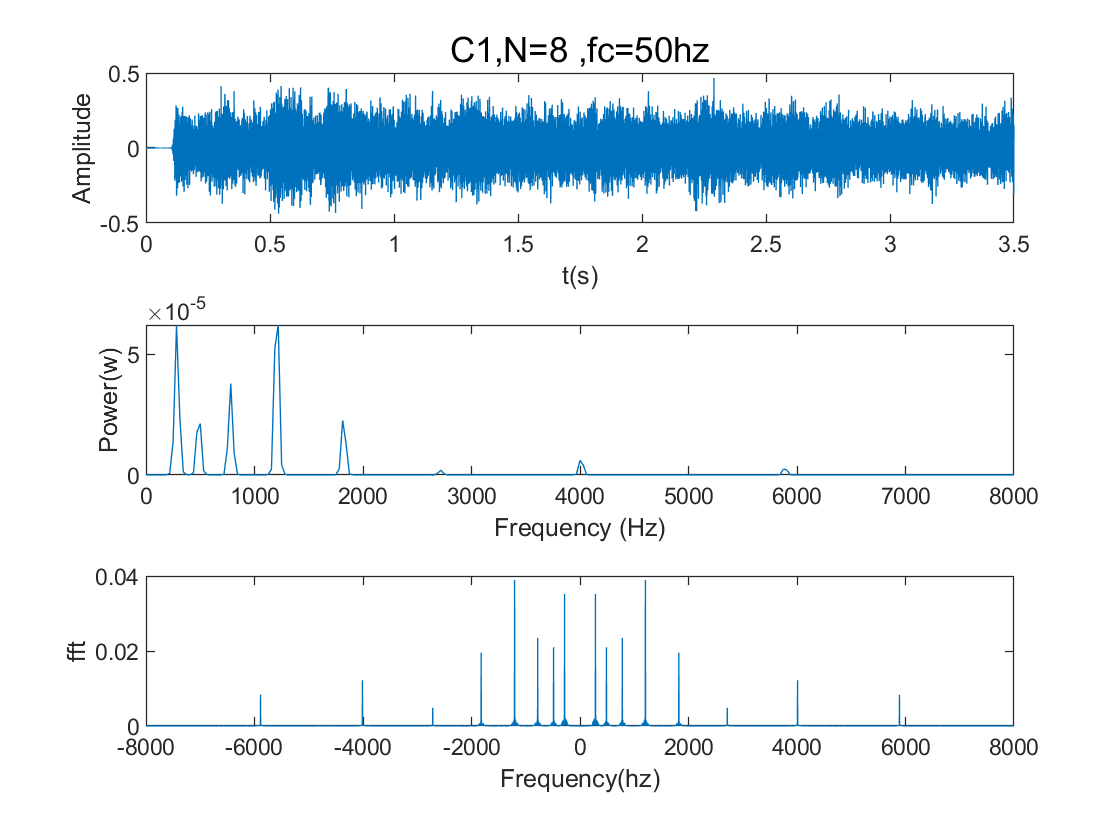 C1,N=8 ,fc=50hz
0.5
0
-0.5
Amplitude
0 0.5 1 1.5 2 2.5 3 3.5
t(s)
×10-5
5
0
Power(w)
0 1000 2000 3000 4000 5000 6000 7000 8000
Frequency (Hz)
0.04
0.02
0
fft
-8000 -6000 -4000 -2000 0 2000 4000 6000 8000
Frequency(hz)